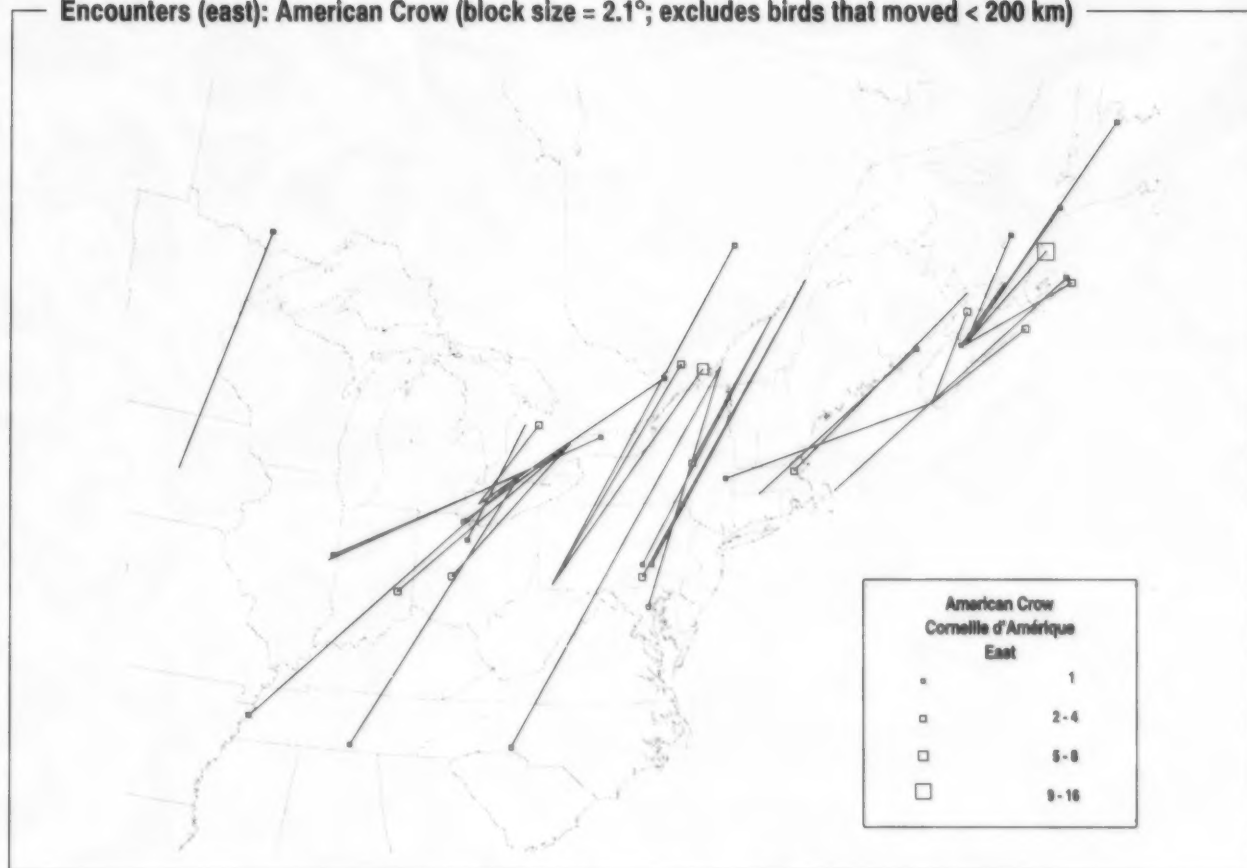 Encounters (east): American Crow (block size = 2.1°; excludes birds that moved < 200 km)
American Crow
Corneille d'Amérique
East
1
2 - 4
5 - 8
9 - 16